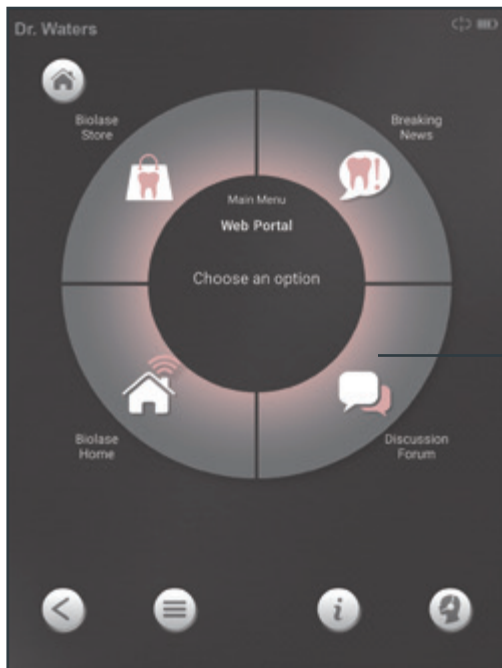 Dr. Waters
Biolase
Store
Breaking
News
Main Menu
Web Portal
Choose an option
Biolase
Home
Discussion
Forum